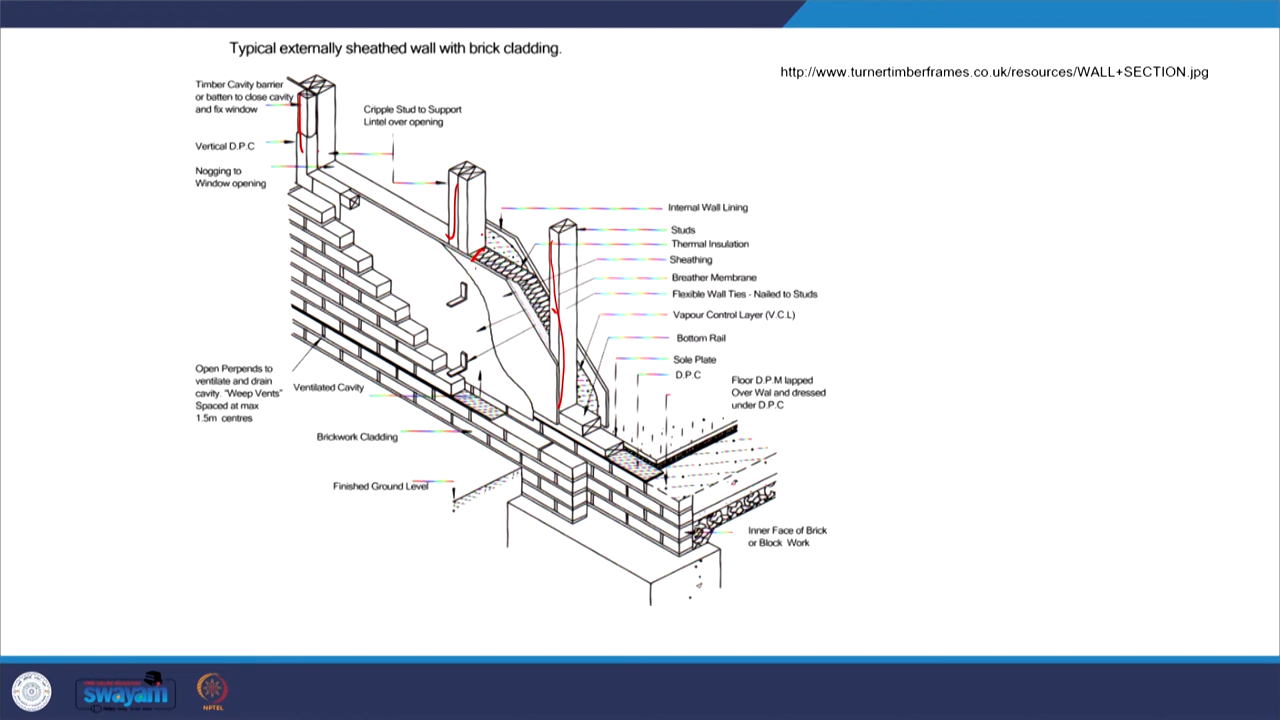 Typical externally sheathed wall with brick cladding.
http://www.turnertimberframes.co.uk/resources/WALL+SECTION.jpg
Timber Cavity barrier
or batten to close cavity
and fix window
Cripple Stud to Support
Lintel over opening
Vertical D.P.C
Nogging to
Window opening
Internal Wall Lining
Studs
Thermal Insulation
Sheathing
Breather Membrane
Flexible Wall Ties - Nailed to Studs
Vapour Control Layer (V.C.L)
Bottom Rail
Sole Plate
D.P.C
Floor D.P.M lapped
Over Wal and dressed
under D.P.C
Open Perpends to
ventilate and drain
cavity. "Weep Vents"
Spaced at max
1.5m centres
Ventilated Cavity
Brickwork Cladding
Finished Ground Level
Inner Face of Brick
or Block Work
swayam
NPTEL